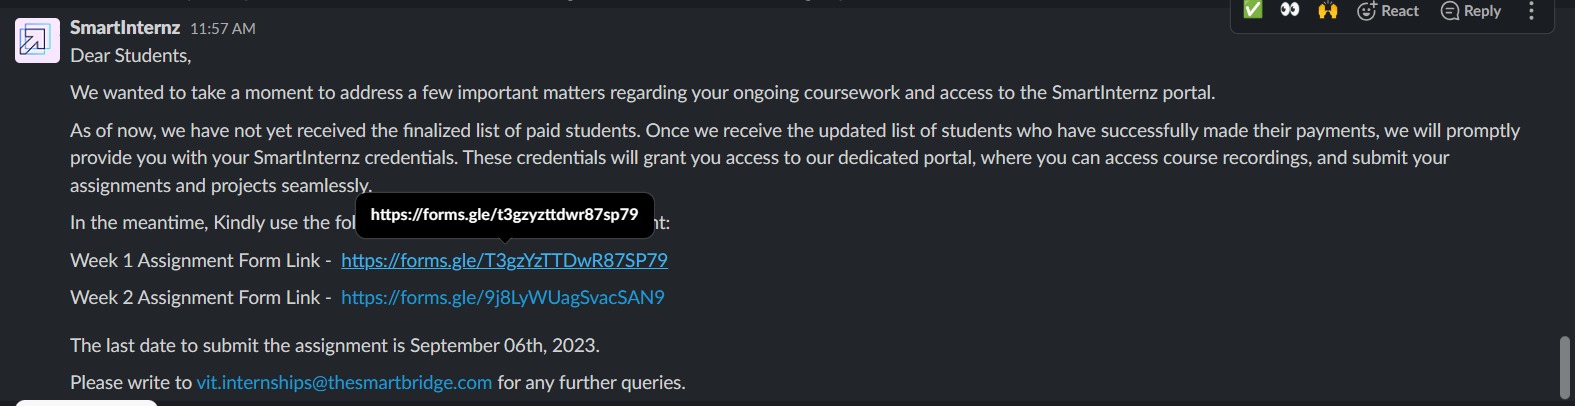 SmartInternz 11:57 AM
React Reply
Dear Students,
We wanted to take a moment to address a few important matters regarding your ongoing coursework and access to the SmartInternz portal.
As of now, we have not yet received the finalized list of paid students. Once we receive the updated list of students who have successfully made their payments, we will promptly
provide you with your SmartInternz credentials. These credentials will grant you access to our dedicated portal, where you can access course recordings, and submit your
assignments and projects seamlessly.
https://forms.gle/t3gzyzttdwr87sp79
In the meantime, Kindly use the
Week 1 Assignment Form Link - https://forms.gle/T3gzYzTTDwR87SP79
Week 2 Assignment Form Link - https://forms.gle/9j8LyWUagSvacSAN9
The last date to submit the assignment is September 06th, 2023.
Please write to vit.internships@thesmartbridge.com for any further queries.